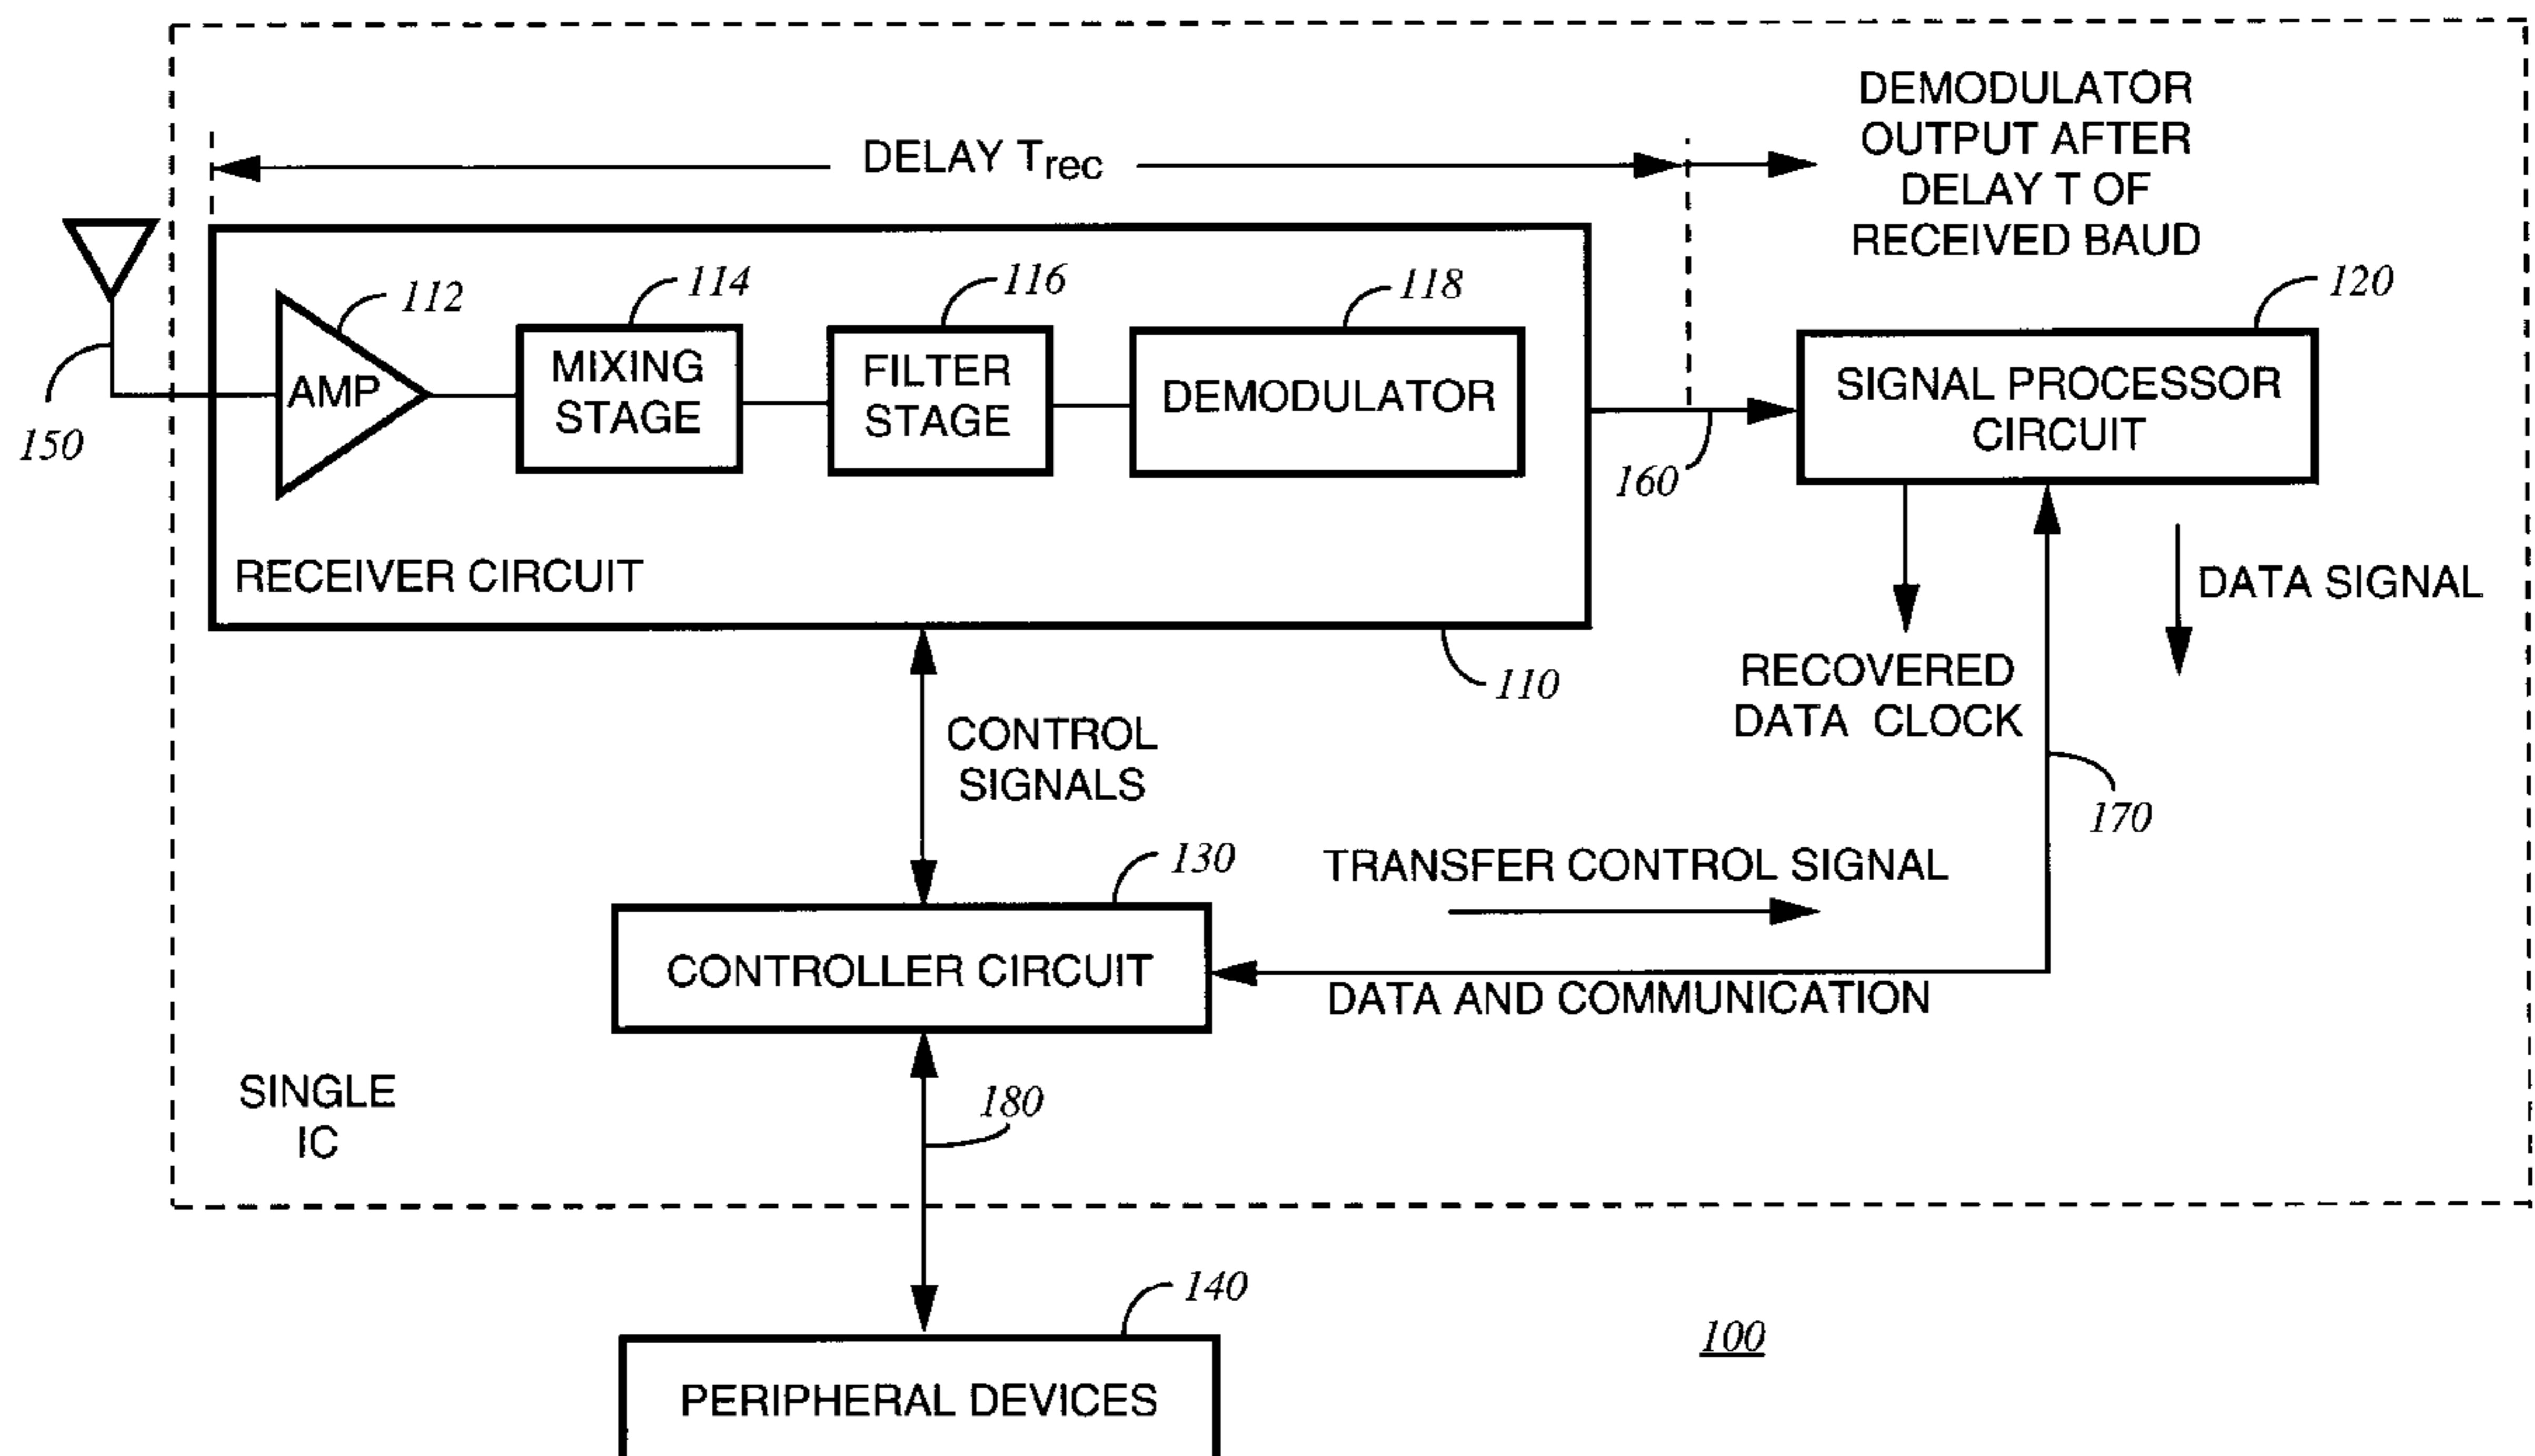 DEMODULATOR
OUTPUT AFTER
DELAY T OF
RECEIVED BAUD
DELAY Trec
112
114
116
118
120
150
AMP
MIXING
STAGE
FILTER
STAGE
DEMODULATOR
160
SIGNAL PROCESSOR
CIRCUIT
RECEIVER CIRCUIT
110
DATA SIGNAL
RECOVERED
DATA CLOCK
170
CONTROL
SIGNALS
130
TRANSFER CONTROL SIGNAL
CONTROLLER CIRCUIT
DATA AND COMMUNICATION
SINGLE
IC
180
140
100
PERIPHERAL DEVICES